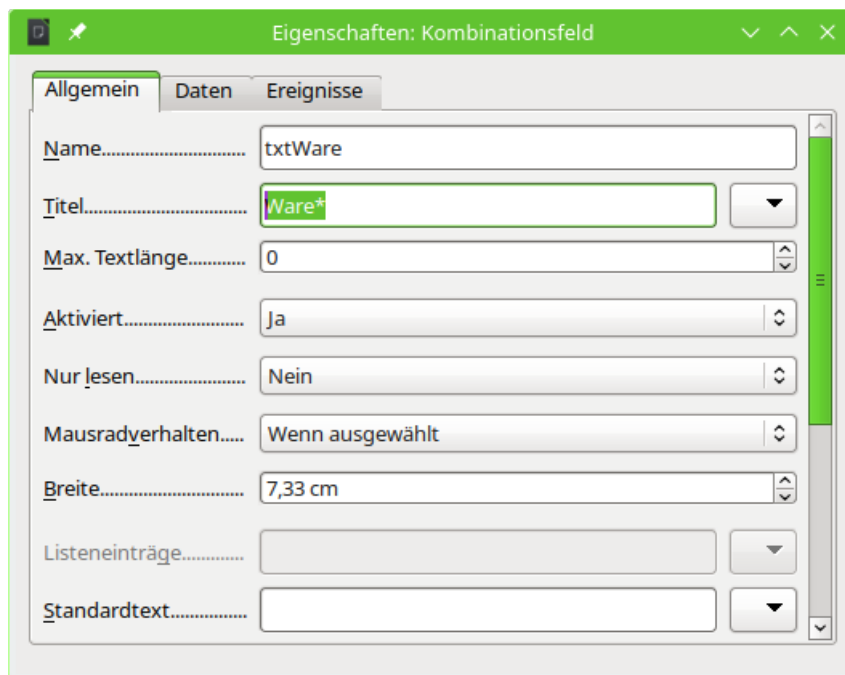 Eigenschaften: Kombinationsfeld
Allgemein Daten Ereignisse
Name............................. txtWare
Titel.................................. Ware*
Max. Textlänge............ 0
Aktiviert......................... Ja
Nur lesen....................... Nein
Mausradverhalten..... Wenn ausgewählt
Breite.............................. 7,33 cm
Listeneinträge.............
Standardtext................